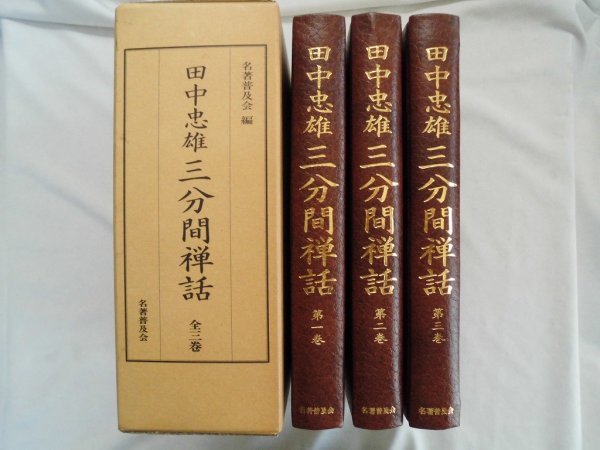 名著普及会 編
田中忠雄 三分間禅話
全三巻
名著普及会
田中忠雄 三分間禅話
第一巻
名著普及会
田中忠雄 三分間禅話
第二巻
名著普及会
田中忠雄 三分間禅話
第三巻
名著普及会